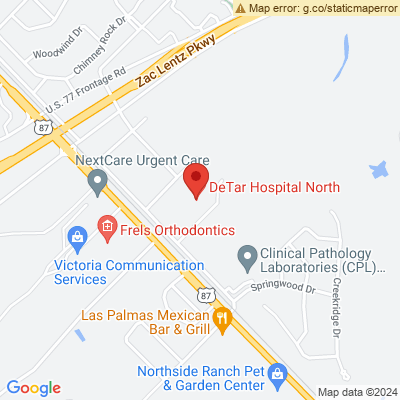 Map error: g.co/staticmaperror
Woodwind Dr
Chimney Rock Dr
U.S. 77 Frontage Rd
Zac Lentz Pkwy
87
NextCare Urgent Care
DeTar Hospital North
Frels Orthodontics
Victoria Communication
Services
Clinical Pathology
Laboratories (CPL)...
Springwood Dr
Creekridge Dr
87
Las Palmas Mexican
Bar & Grill
Northside Ranch Pet
& Garden Center
Google
Map data ©2024